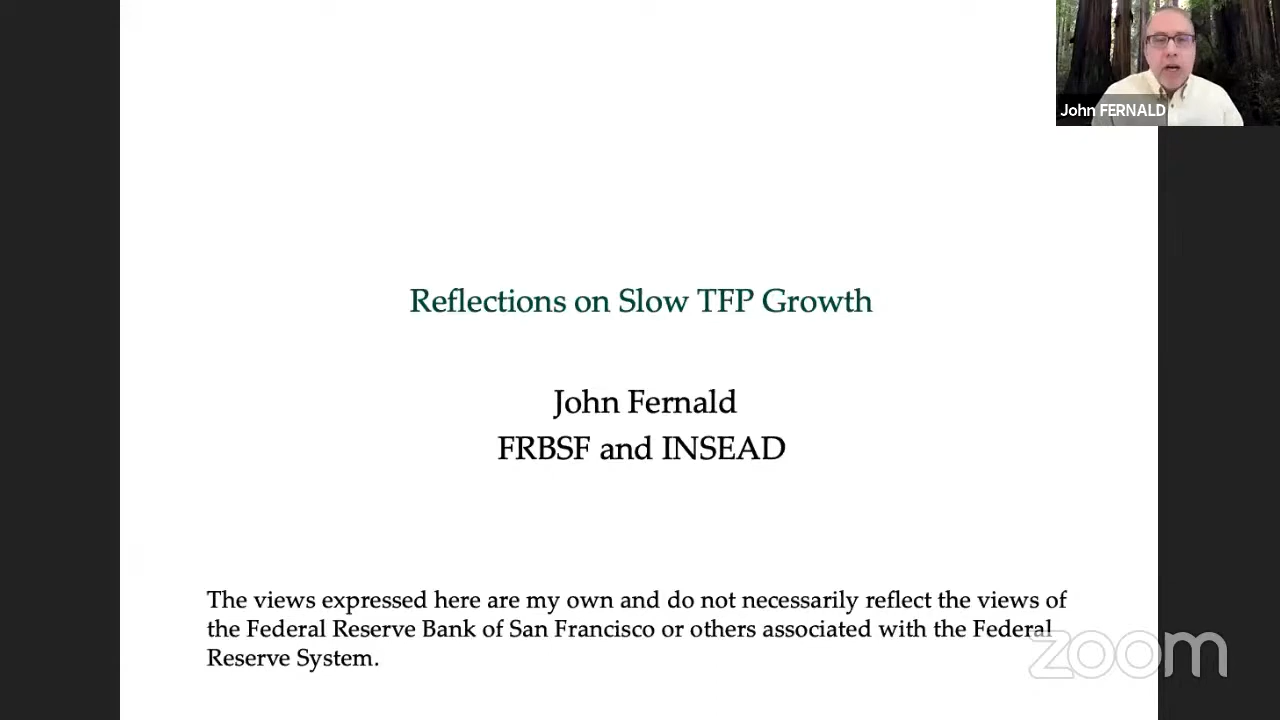 John FERNALD
Reflections on Slow TFP Growth
John Fernald
FRBSF and INSEAD
The views expressed here are my own and do not necessarily reflect the views of
the Federal Reserve Bank of San Francisco or others associated with the Federal
Reserve System.
zoom